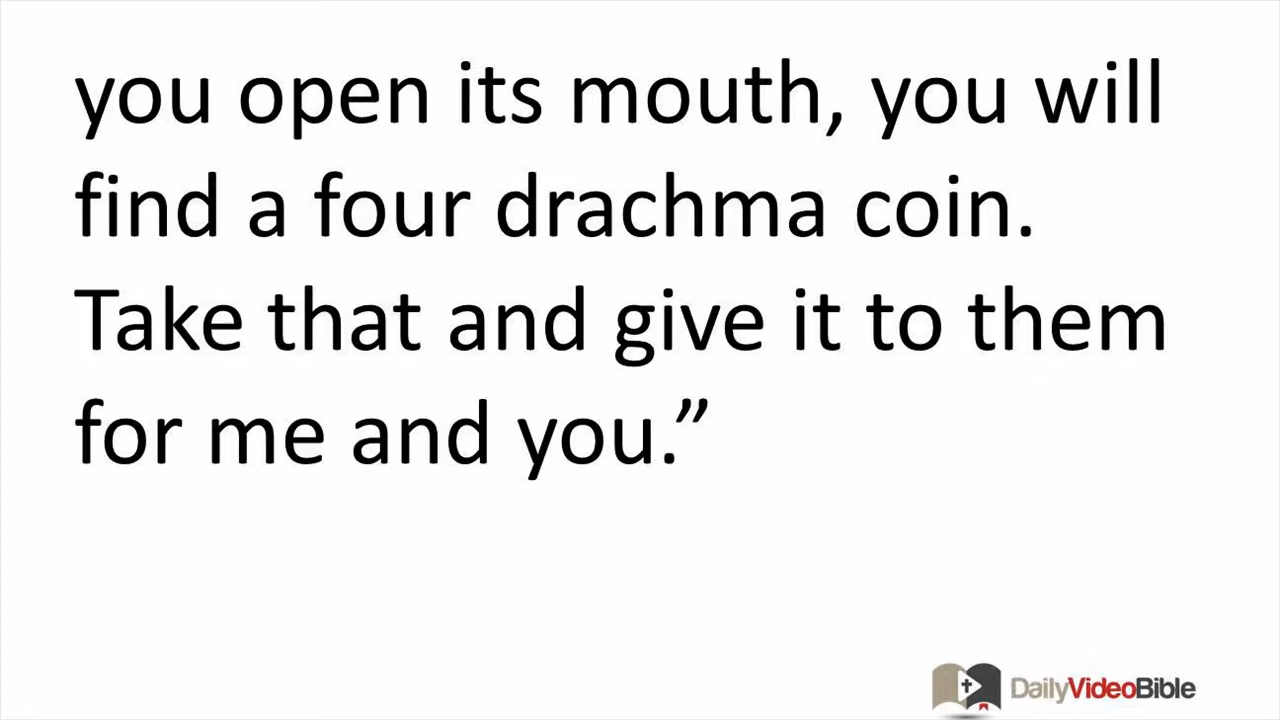 you open its mouth, you will
find a four drachma coin.
Take that and give it to them
for me and you.”
DailyVideoBible